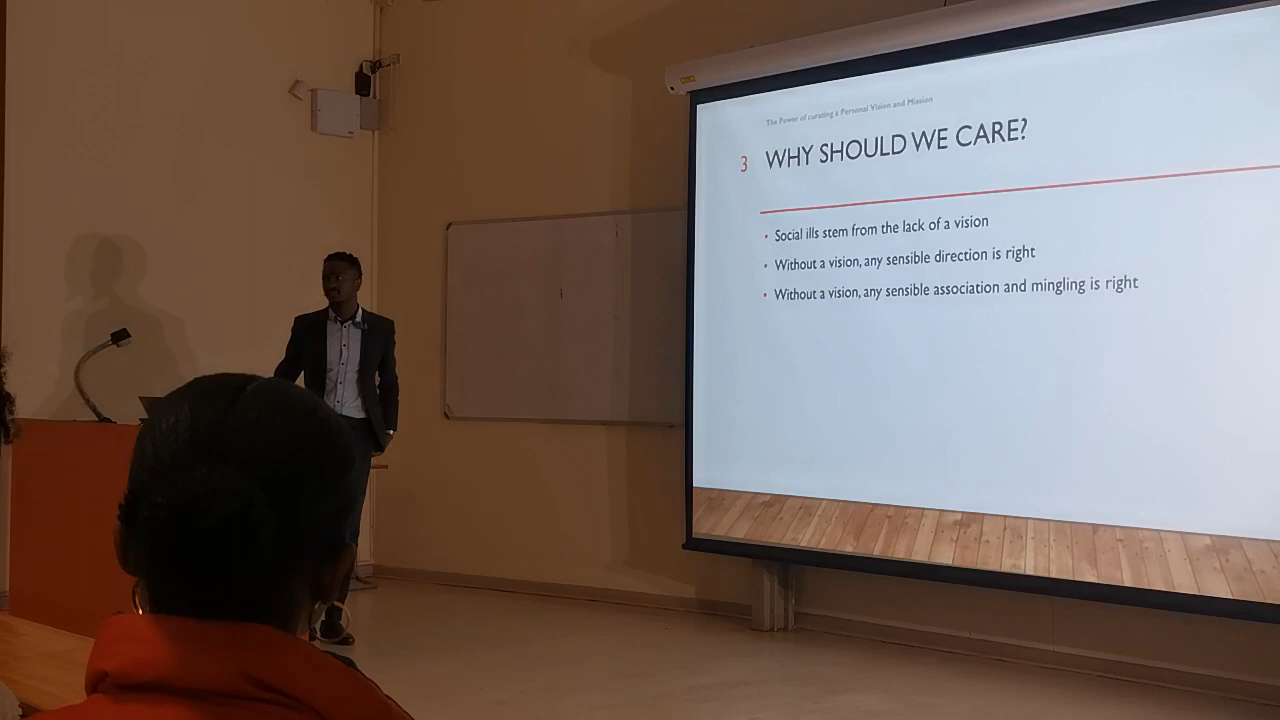 The Power of curating a Personal Vision and Mission
3 WHY SHOULD WE CARE?
• Social ills stem from the lack of a vision
• Without a vision, any sensible direction is right
• Without a vision, any sensible association and mingling is right